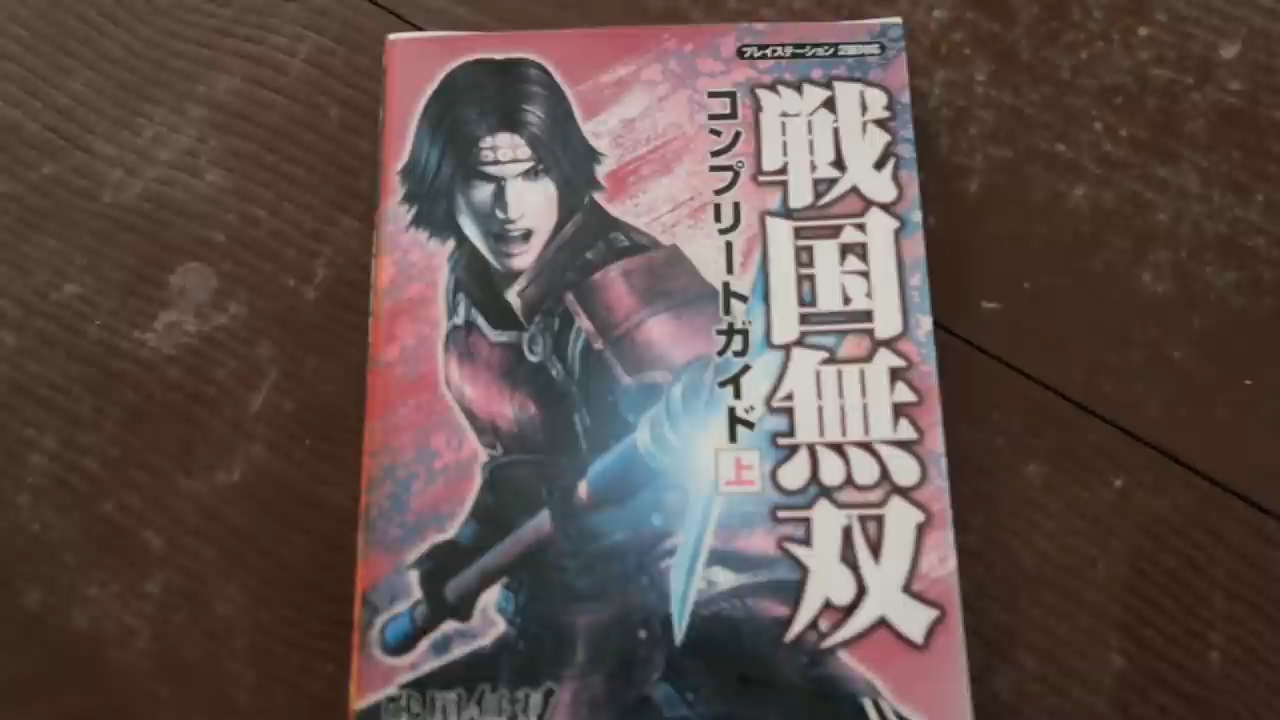 プレイステーション 2版対応
戦国無双
コンプリートガイド
上